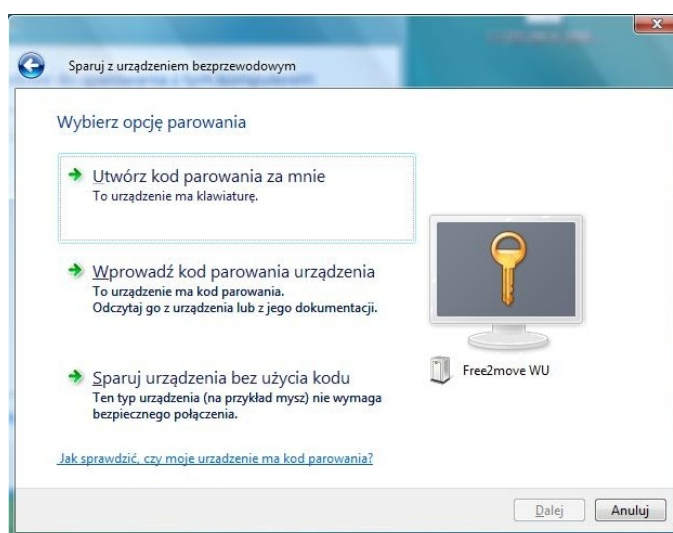 Sparuj z urządzeniem bezprzewodowym
Wybierz opcję parowania
Utwórz kod parowania za mnie
To urządzenie ma klawiaturę.
Wprowadź kod parowania urządzenia
To urządzenie ma kod parowania.
Odczytaj go z urządzenia lub z jego dokumentacji.
Sparuj urządzenia bez użycia kodu
Ten typ urządzenia (na przykład mysz) nie wymaga
bezpiecznego połączenia.
Free2move WU
Jak sprawdzić, czy moje urządzenie ma kod parowania?
Dalej
Anuluj